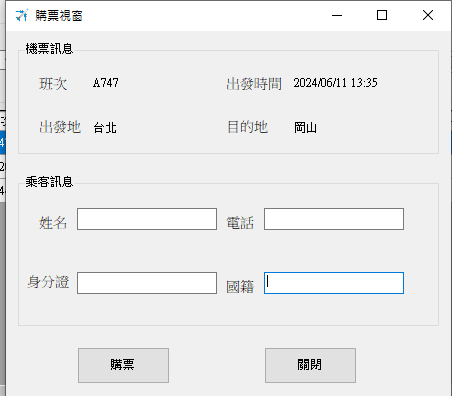 購票視窗
機票訊息
班次 A747 出發時間 2024/06/11 13:35
出發地 台北 目的地 岡山
乘客訊息
姓名 電話
身分證 國籍
購票 關閉